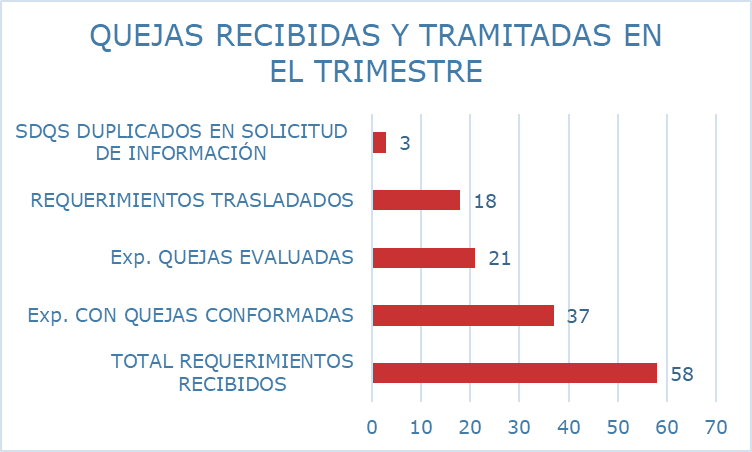 QUEJAS RECIBIDAS Y TRAMITADAS EN
EL TRIMESTRE
SDQS DUPLICADOS EN SOLICITUD
DE INFORMACIÓN
3
REQUERIMIENTOS TRASLADADOS
18
Exp. QUEJAS EVALUADAS
21
Exp. CON QUEJAS CONFORMADAS
37
TOTAL REQUERIMIENTOS
RECIBIDOS
58
0 10 20 30 40 50 60 70